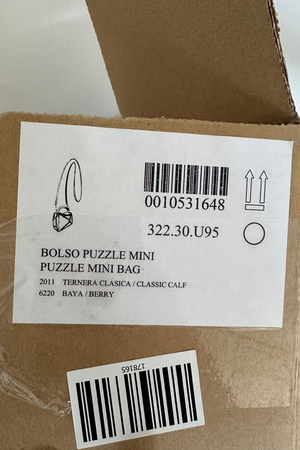 0010531648
322.30.U95
BOLSO PUZZLE MINI
PUZZLE MINI BAG
2011 TERNERA CLASICA / CLASSIC CALF
6220 BAYA / BERRY
178165